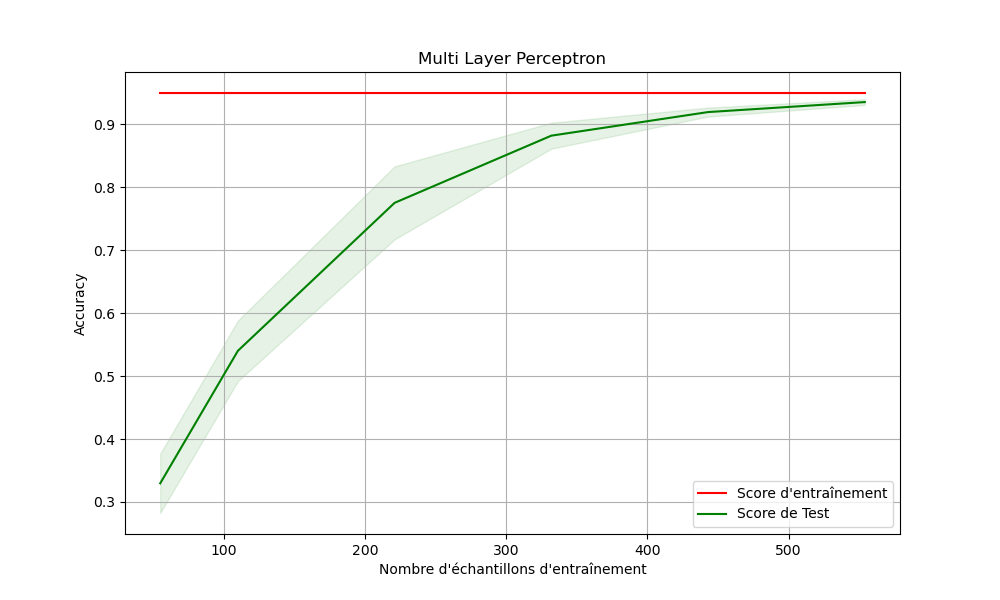 Multi Layer Perceptron
Accuracy
0.9
0.8
0.7
0.6
0.5
0.4
0.3
100 200 300 400 500
Nombre d'échantillons d'entraînement
Score d'entraînement
Score de Test